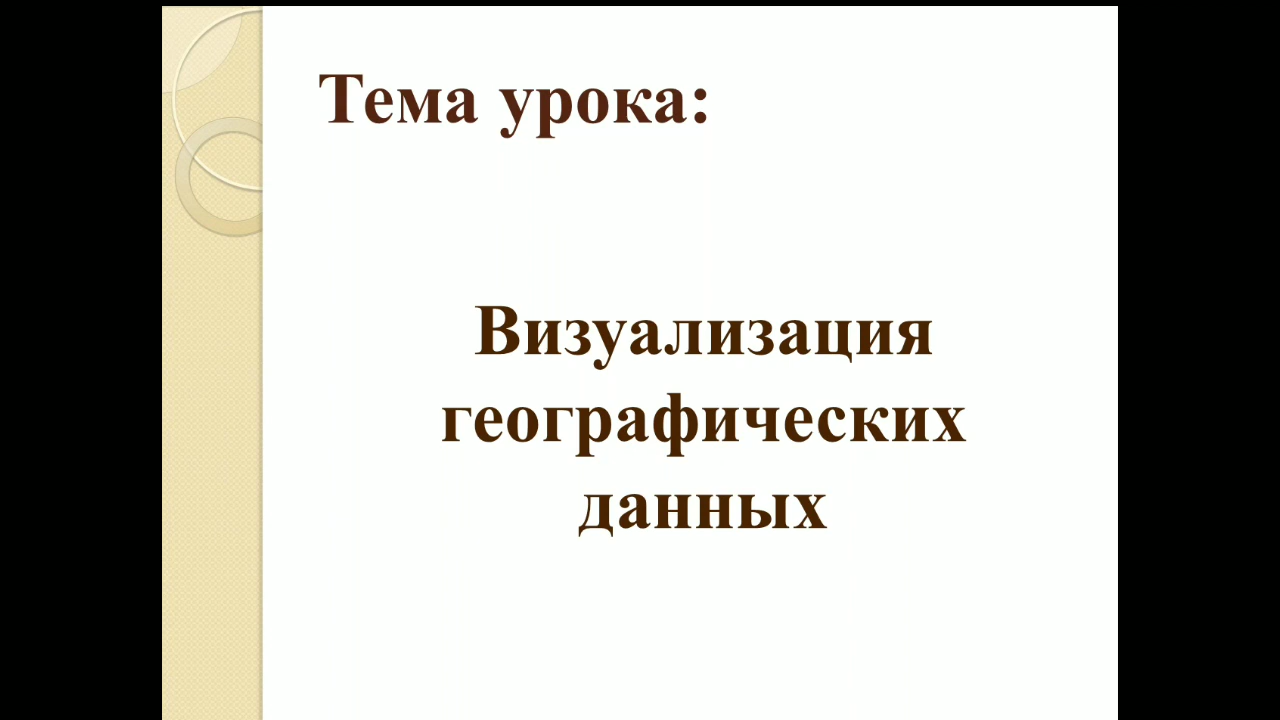 Тема урока:
Визуализация
географических
данных